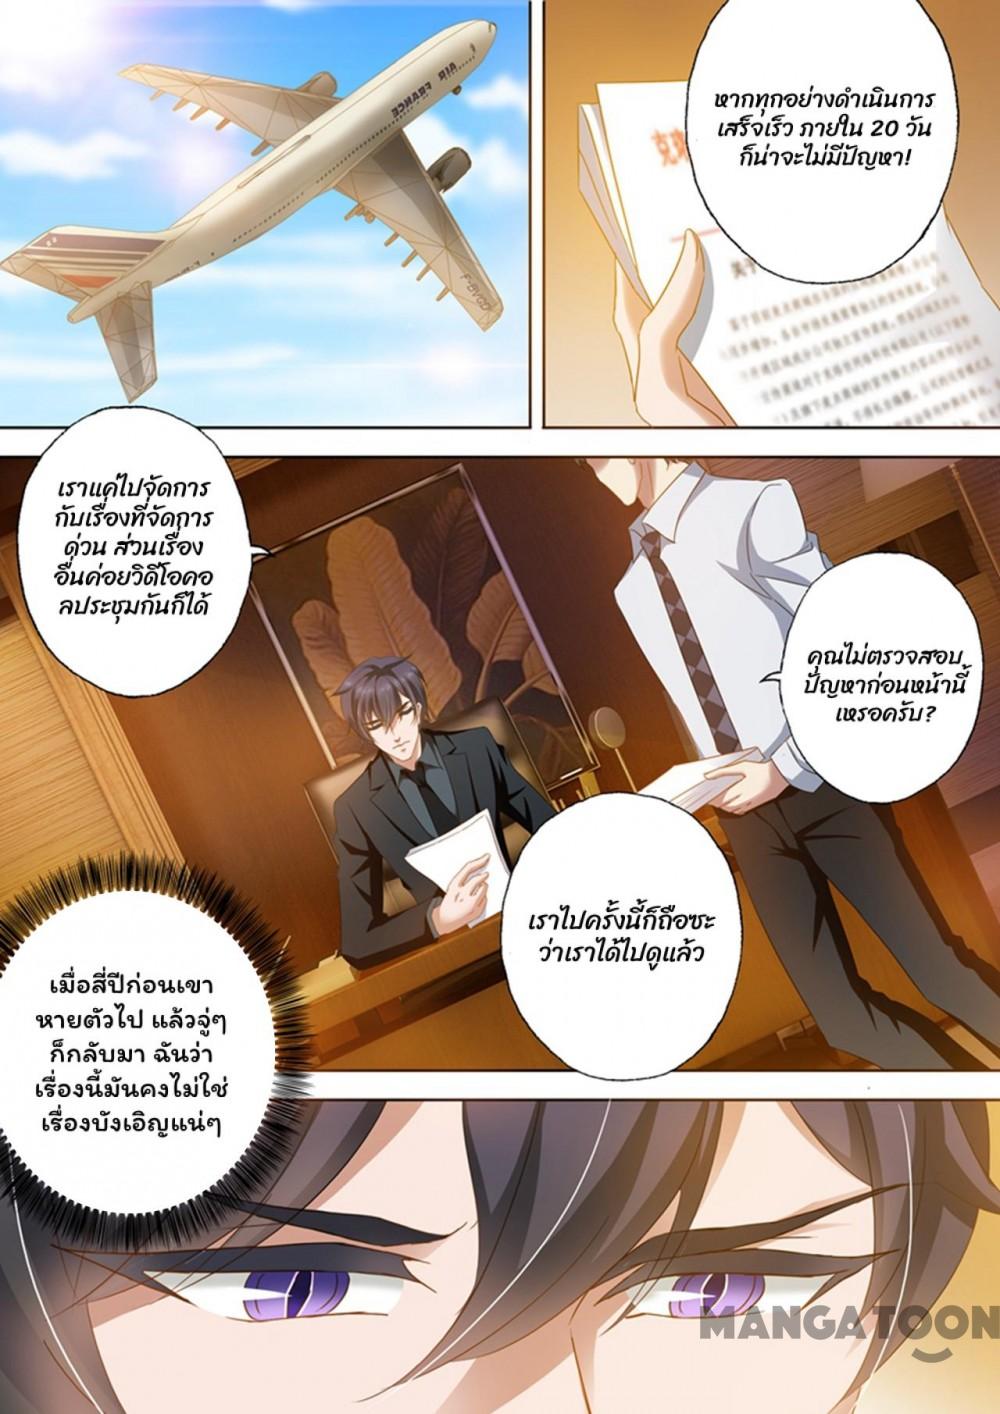 AIR FRANCE
F-BVGD
หากทุกอย่างดำเนินการ
เสร็จเร็ว ภายใน 20 วัน
ก็น่าจะไม่มีปัญหา!
เราแค่ไปจัดการ
กับเรื่องที่จัดการ
ด่วน ส่วนเรื่อง
อื่นค่อยวิดีโอคอ
ลประชุมกันก็ได้
คุณไม่ตรวจสอบ
ปัญหาก่อนหน้านี้
เหรอครับ?
เราไปครั้งนี้ก็ถือซะ
ว่าเราได้ไปดูแล้ว
เมื่อสี่ปีก่อนเขา
หายตัวไป แล้วจู่ๆ
ก็กลับมา ฉันว่า
เรื่องนี้มันคงไม่ใช่
เรื่องบังเอิญแน่ๆ
MANGATOON